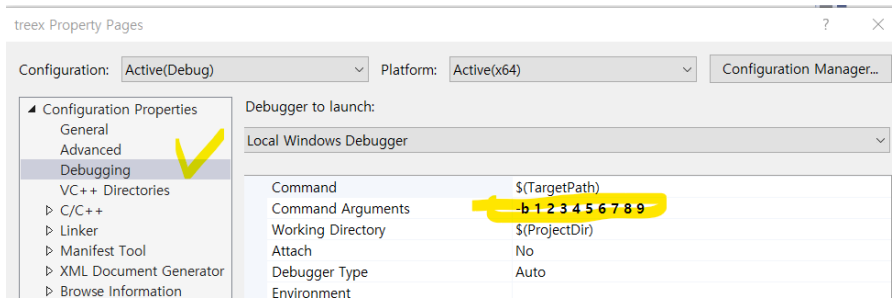 treex Property Pages ? ×
Configuration: Active(Debug) Platform: Active(x64) Configuration Manager...
Configuration Properties
General
Advanced
Debugging
VC++ Directories
C/C++
Linker
Manifest Tool
XML Document Generator
Browse Information
Debugger to launch:
Local Windows Debugger
Command $(TargetPath)
Command Arguments -b 1 2 3 4 5 6 7 8 9
Working Directory $(ProjectDir)
Attach No
Debugger Type Auto
Environment